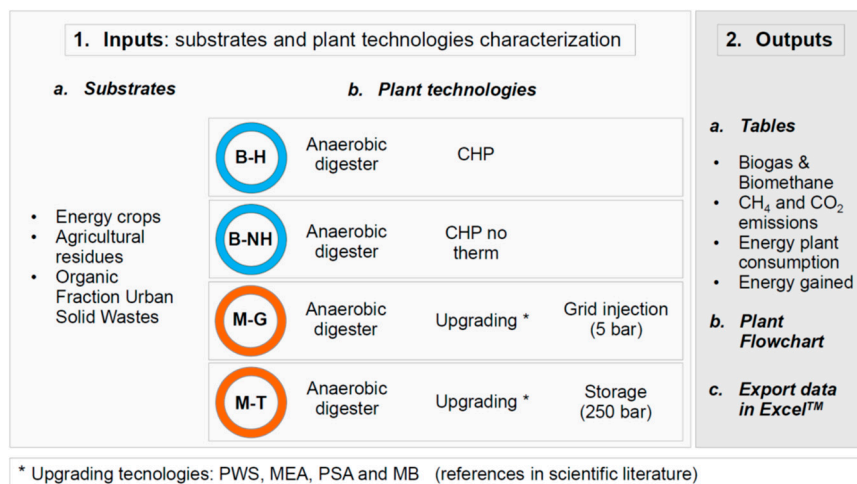 1. Inputs: substrates and plant technologies characterization
a. Substrates
b. Plant technologies
• Energy crops
• Agricultural
residues
• Organic
Fraction Urban
Solid Wastes
B-H
Anaerobic
digester
CHP
B-NH
Anaerobic
digester
CHP no
therm
M-G
Anaerobic
digester
Upgrading *
Grid injection
(5 bar)
M-T
Anaerobic
digester
Upgrading *
Storage
(250 bar)
2. Outputs
a. Tables
• Biogas &
Biomethane
• CH4 and CO2
emissions
• Energy plant
consumption
• Energy gained
b. Plant
Flowchart
c. Export data
in Excel™
* Upgrading tecnologies: PWS, MEA, PSA and MB (references in scientific literature)